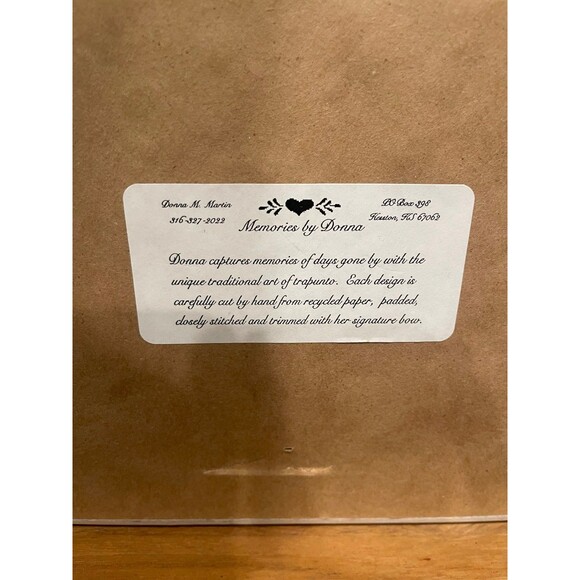 Donna M. Martin
316-327-2022
PO Box 398
Hesston, KS 67062
Memories by Donna
Donna captures memories of days gone by with the
unique traditional art of trapunto. Each design is
carefully cut by hand from recycled paper, padded,
closely stitched and trimmed with her signature bow.